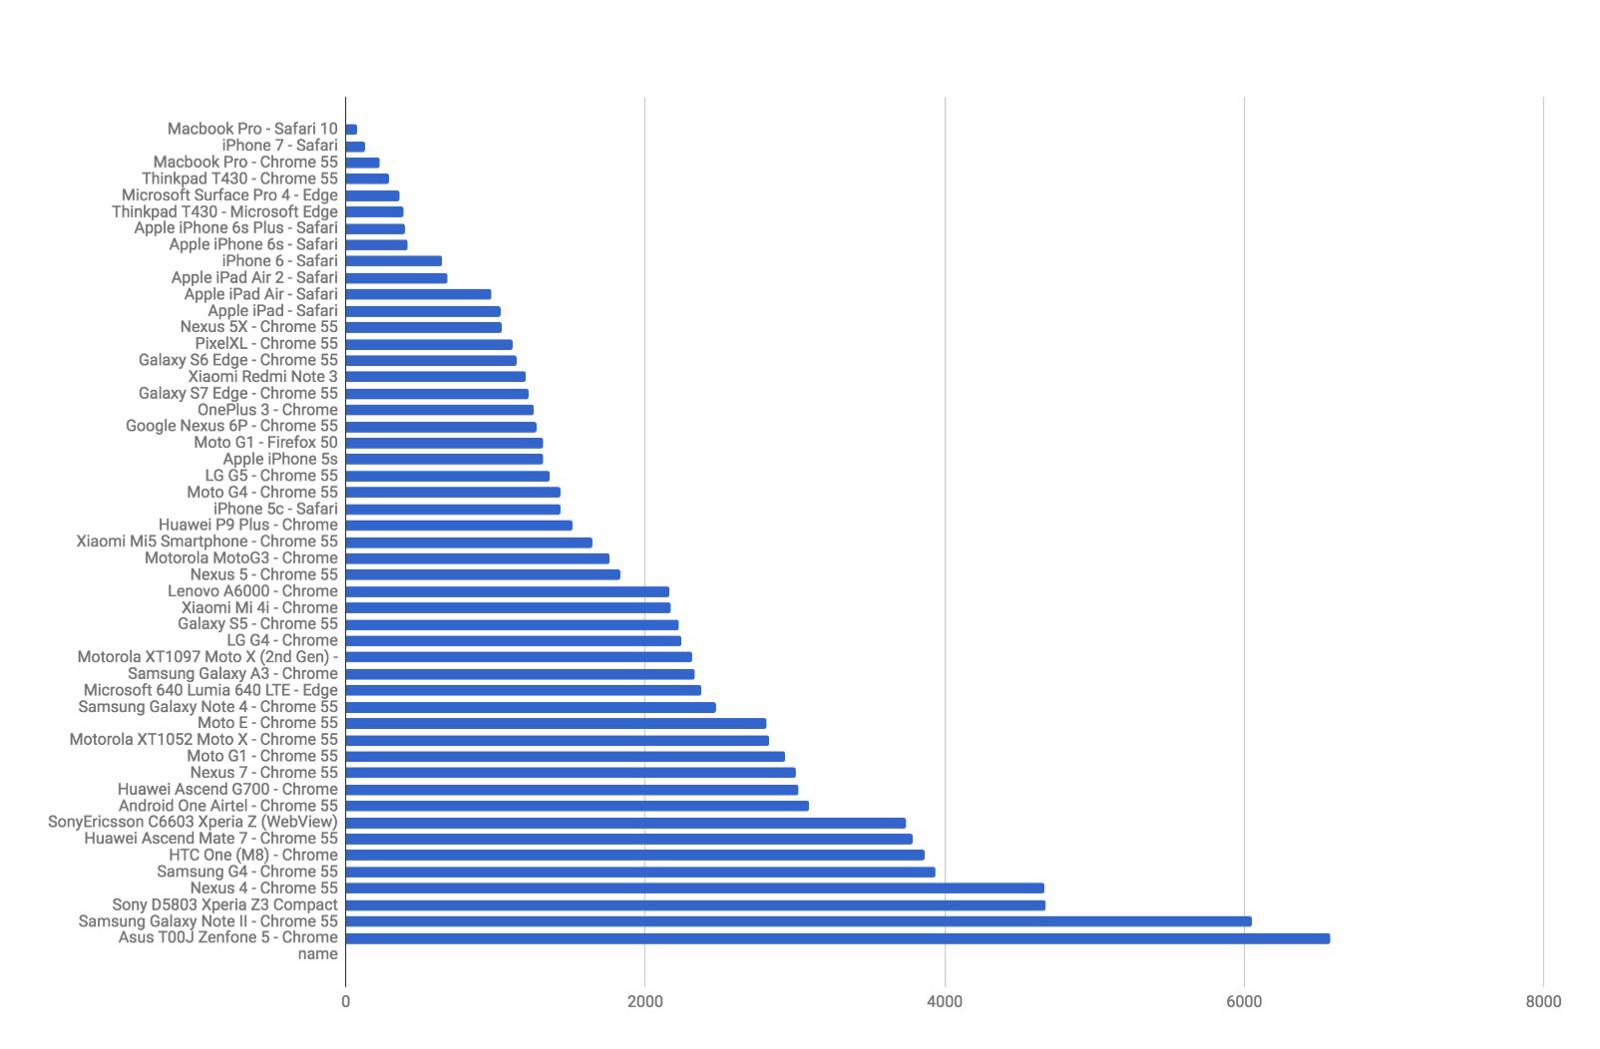 Macbook Pro - Safari 10
iPhone 7 - Safari
Macbook Pro - Chrome 55
Thinkpad T430 - Chrome 55
Microsoft Surface Pro 4 - Edge
Thinkpad T430 - Microsoft Edge
Apple iPhone 6s Plus - Safari
Apple iPhone 6s - Safari
iPhone 6 - Safari
Apple iPad Air 2 - Safari
Apple iPad Air - Safari
Apple iPad - Safari
Nexus 5X - Chrome 55
PixelXL - Chrome 55
Galaxy S6 Edge - Chrome 55
Xiaomi Redmi Note 3
Galaxy S7 Edge - Chrome 55
OnePlus 3 - Chrome
Google Nexus 6P - Chrome 55
Moto G1 - Firefox 50
Apple iPhone 5s
LG G5 - Chrome 55
Moto G4 - Chrome 55
iPhone 5c - Safari
Huawei P9 Plus - Chrome
Xiaomi Mi5 Smartphone - Chrome 55
Motorola MotoG3 - Chrome
Nexus 5 - Chrome 55
Lenovo A6000 - Chrome
Xiaomi Mi 4i - Chrome
Galaxy S5 - Chrome 55
LG G4 - Chrome
Motorola XT1097 Moto X (2nd Gen) -
Samsung Galaxy A3 - Chrome
Microsoft 640 Lumia 640 LTE - Edge
Samsung Galaxy Note 4 - Chrome 55
Moto E - Chrome 55
Motorola XT1052 Moto X - Chrome 55
Moto G1 - Chrome 55
Nexus 7 - Chrome 55
Huawei Ascend G700 - Chrome
Android One Airtel - Chrome 55
SonyEricsson C6603 Xperia Z (WebView)
Huawei Ascend Mate 7 - Chrome 55
HTC One (M8) - Chrome
Samsung G4 - Chrome 55
Nexus 4 - Chrome 55
Sony D5803 Xperia Z3 Compact
Samsung Galaxy Note II - Chrome 55
Asus T00J Zenfone 5 - Chrome
name
0 2000 4000 6000 8000